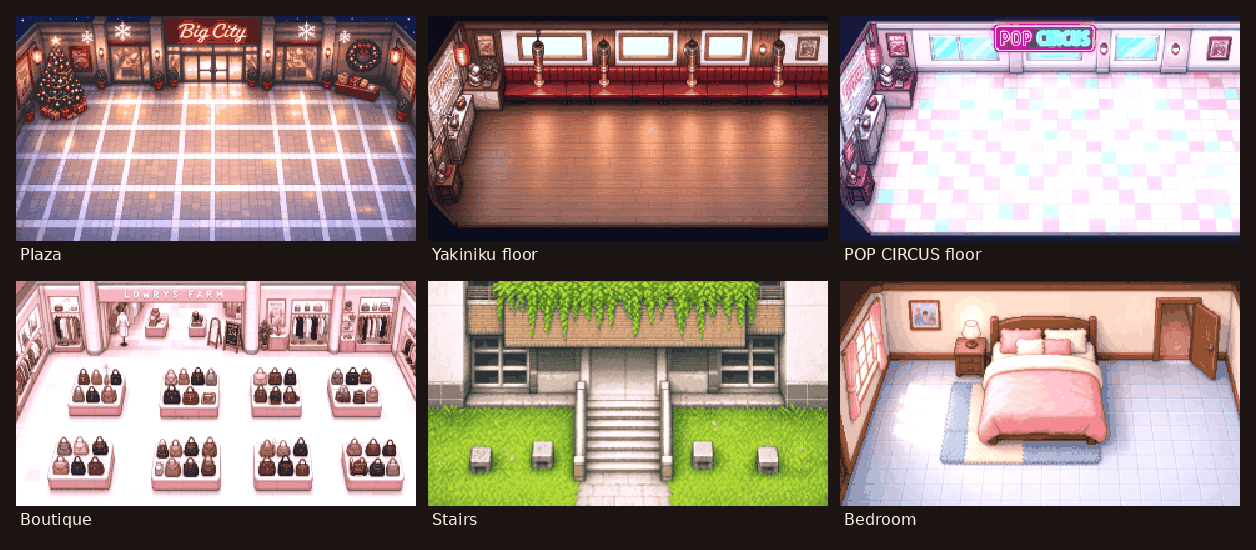 Big City
POP CIRCUS
Plaza
Yakiniku floor
POP CIRCUS floor
LOWRYS FARM
Boutique
Stairs
Bedroom